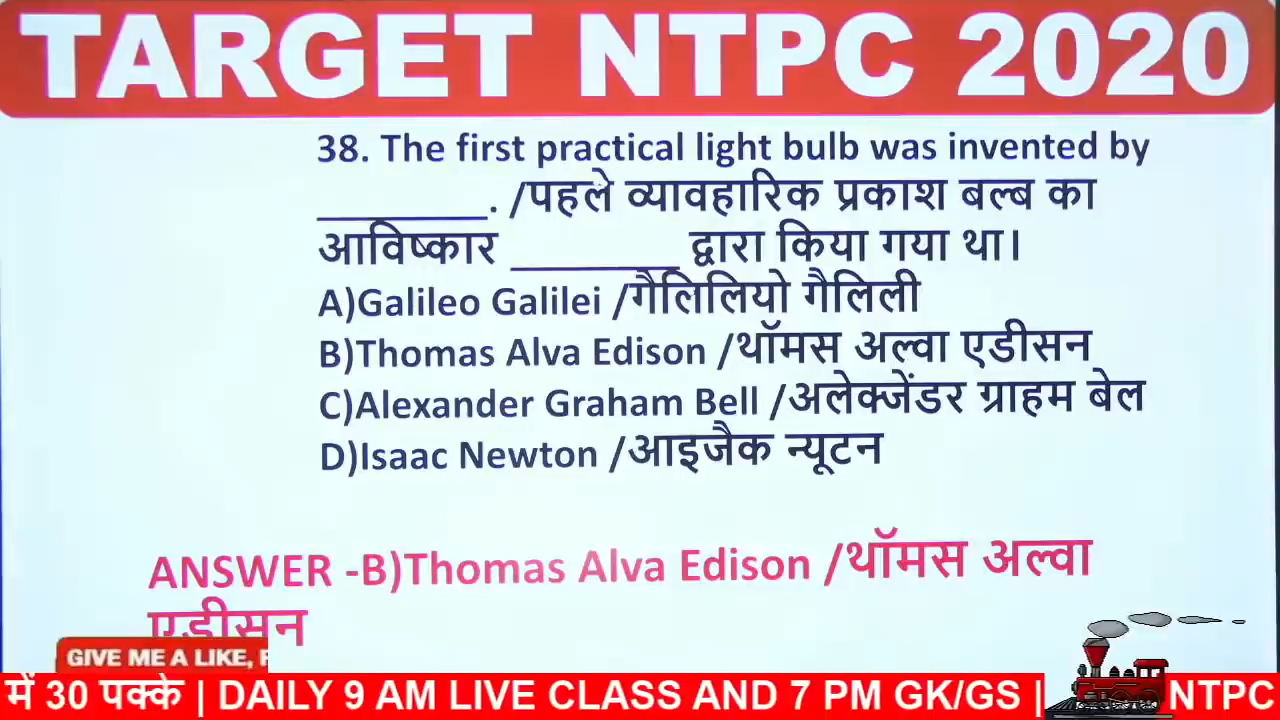 TARGET NTPC 2020
38. The first practical light bulb was invented by
________. /पहले व्यावहारिक प्रकाश बल्ब का
आविष्कार ________ द्वारा किया गया था।
A)Galileo Galilei /गैलिलियो गैलिली
B)Thomas Alva Edison /थॉमस अल्वा एडीसन
C)Alexander Graham Bell /अलेक्जेंडर ग्राहम बेल
D)Isaac Newton /आइजैक न्यूटन
ANSWER -B)Thomas Alva Edison /थॉमस अल्वा
एडीसन
GIVE ME A LIKE,
में 30 पक्के | DAILY 9 AM LIVE CLASS AND 7 PM GK/GS | NTPC